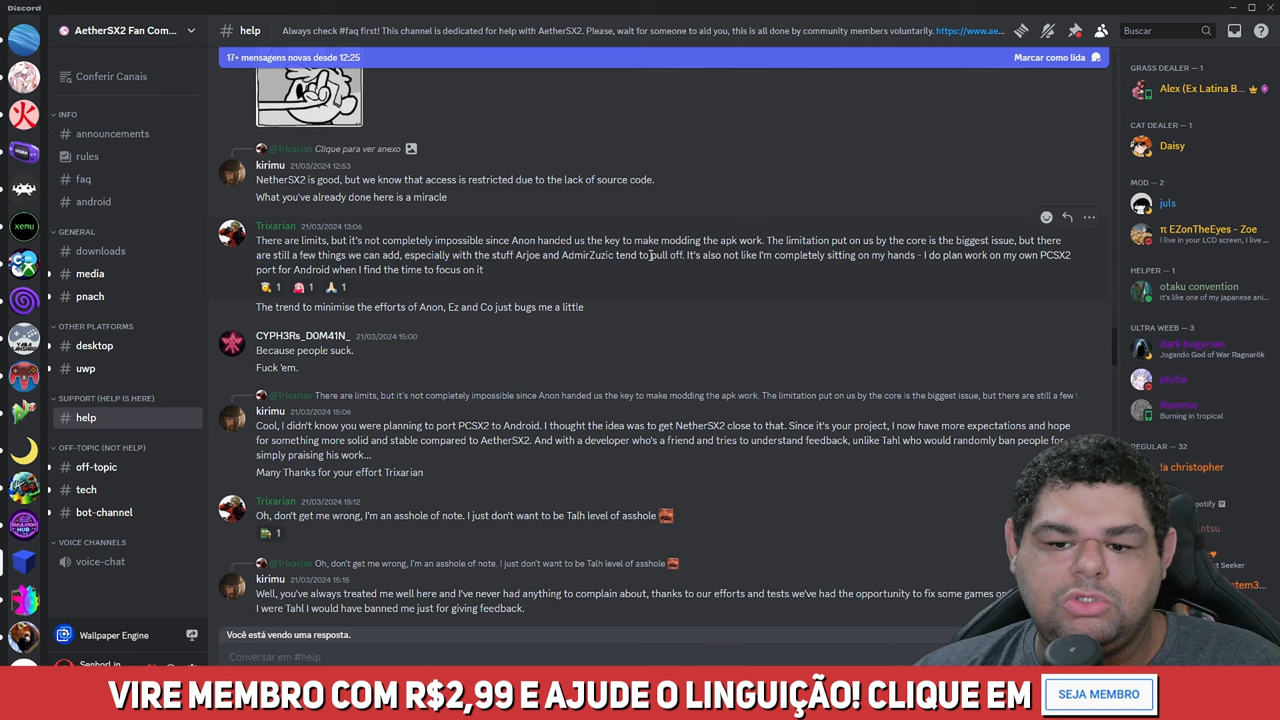 Discord
AetherSX2 Fan Com...
# help
Always check #faq first! This channel is dedicated for help with AetherSX2. Please, wait for someone to aid you, this is all done by community members voluntarily. https://www.ae...
Buscar
17+ mensagens novas desde 12:25
Marcar como lida
Conferir Canais
INFO
# announcements
rules
# faq
# android
GENERAL
# downloads
# media
# pnach
OTHER PLATFORMS
# desktop
# uwp
SUPPORT (HELP IS HERE)
# help
OFF-TOPIC (NOT HELP)
# off-topic
# tech
# bot-channel
VOICE CHANNELS
voice-chat
Wallpaper Engine
@Trixarian Clique para ver anexo
kirimu 21/03/2024 12:53
NetherSX2 is good, but we know that access is restricted due to the lack of source code.
What you've already done here is a miracle
Trixarian 21/03/2024 13:06
There are limits, but it's not completely impossible since Anon handed us the key to make modding the apk work. The limitation put on us by the core is the biggest issue, but there
are still a few things we can add, especially with the stuff Arjoe and AdmirZuzic tend to pull off. It's also not like I'm completely sitting on my hands - I do plan work on my own PCSX2
port for Android when I find the time to focus on it
1 1 1
The trend to minimise the efforts of Anon, Ez and Co just bugs me a little
CYPH3Rs_D0M41N_ 21/03/2024 15:00
Because people suck.
Fuck 'em.
@Trixarian There are limits, but it's not completely impossible since Anon handed us the key to make modding the apk work. The limitation put on us by the core is the biggest issue, but there are still a few
kirimu 21/03/2024 15:06
Cool, I didn't know you were planning to port PCSX2 to Android. I thought the idea was to get NetherSX2 close to that. Since it's your project, I now have more expectations and hope
for something more solid and stable compared to AetherSX2. And with a developer who's a friend and tries to understand feedback, unlike Tahl who would randomly ban people for
simply praising his work...
Many Thanks for your effort Trixarian
Trixarian 21/03/2024 15:12
Oh, don't get me wrong, I'm an asshole of note. I just don't want to be Talh level of asshole
1
@Trixarian Oh, don't get me wrong, I'm an asshole of note. I just don't want to be Talh level of asshole
kirimu 21/03/2024 15:15
Well, you've always treated me well here and I've never had anything to complain about, thanks to our efforts and tests we've had the opportunity to fix some games
I were Tahl I would have banned me just for giving feedback.
Você está vendo uma resposta.
Conversar em #help
GRASS DEALER — 1
Alex (Ex Latina B...
CAT DEALER — 1
Daisy
MOD — 2
juls
π EZonTheEyes - Zoe
I live in your LCD screen, I live un...
HELPER — 1
otaku convention
it's like one of my japanese ani...
ULTRA WEEB — 3
dark bogyman
Jogando God of War Ragnarök
Burning in tropical
REGULAR — 32
!a christopher
VIRE MEMBRO COM R$2,99 E AJUDE O LINGUIÇÃO! CLIQUE EM
SEJA MEMBRO
xemu